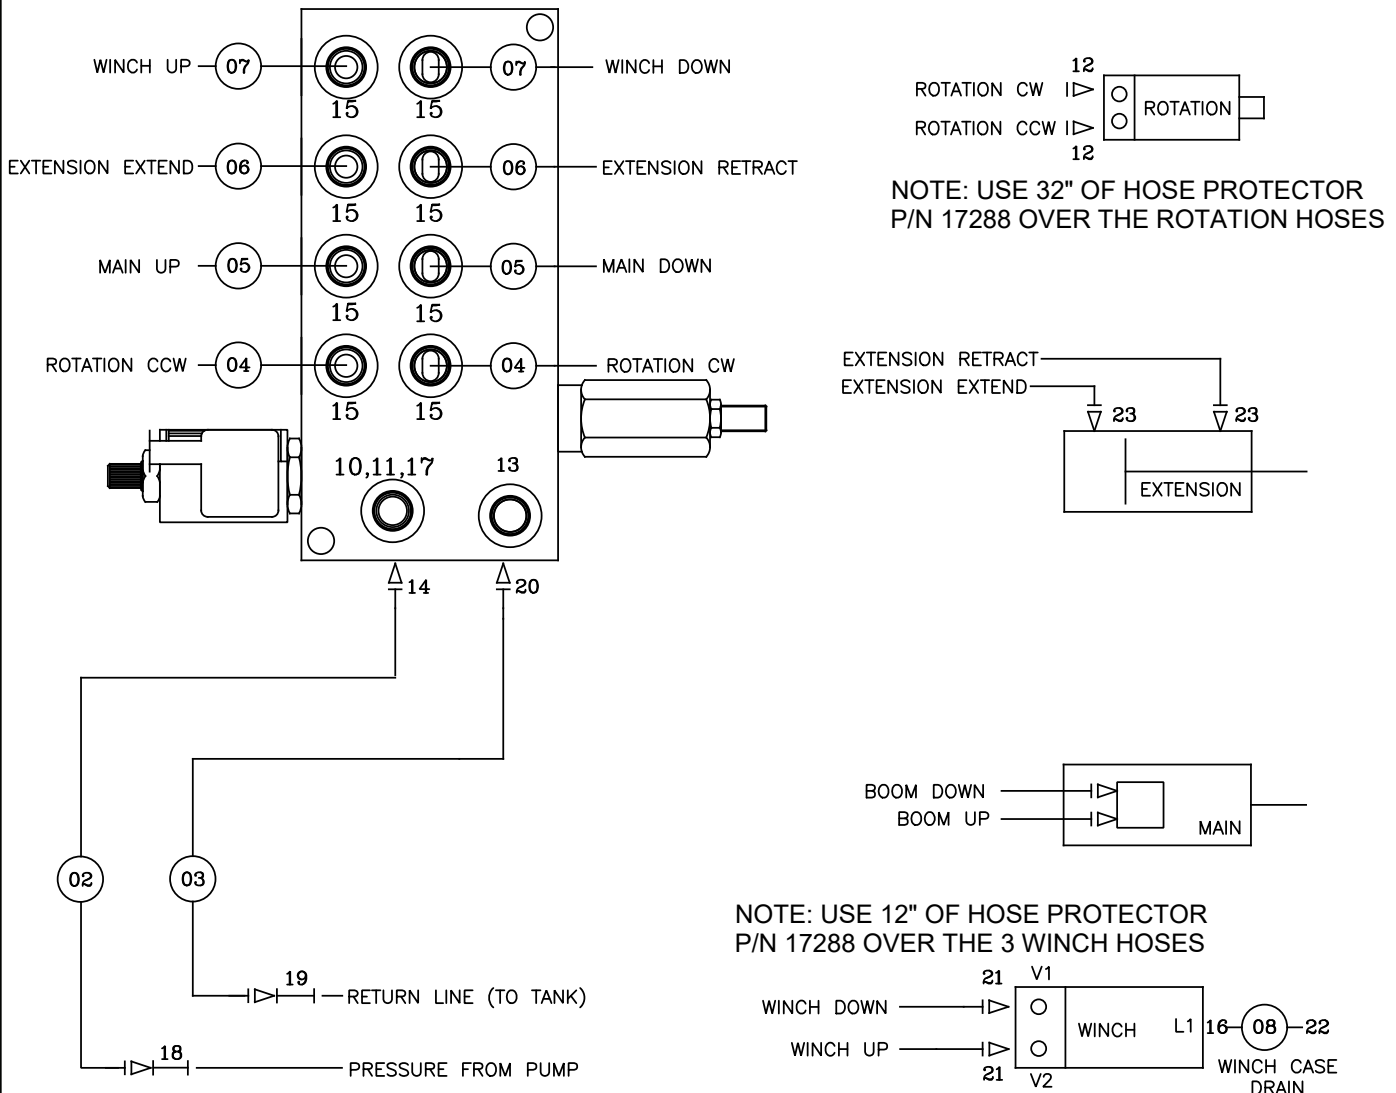 WINCH UP 07 07 WINCH DOWN
15 15
EXTENSION EXTEND 06 06 EXTENSION RETRACT
15 15
MAIN UP 05 05 MAIN DOWN
15 15
ROTATION CCW 04 04 ROTATION CW
15 15
10,11,17 13
14 20
02 03
19
RETURN LINE (TO TANK)
18
PRESSURE FROM PUMP
12
ROTATION CW
ROTATION
ROTATION CCW
12
NOTE: USE 32" OF HOSE PROTECTOR
P/N 17288 OVER THE ROTATION HOSES
EXTENSION RETRACT
EXTENSION EXTEND
23 23
EXTENSION
BOOM DOWN
BOOM UP
MAIN
NOTE: USE 12" OF HOSE PROTECTOR
P/N 17288 OVER THE 3 WINCH HOSES
21 V1
WINCH DOWN
WINCH L1 16 08 22
WINCH UP
21 V2
WINCH CASE
DRAIN